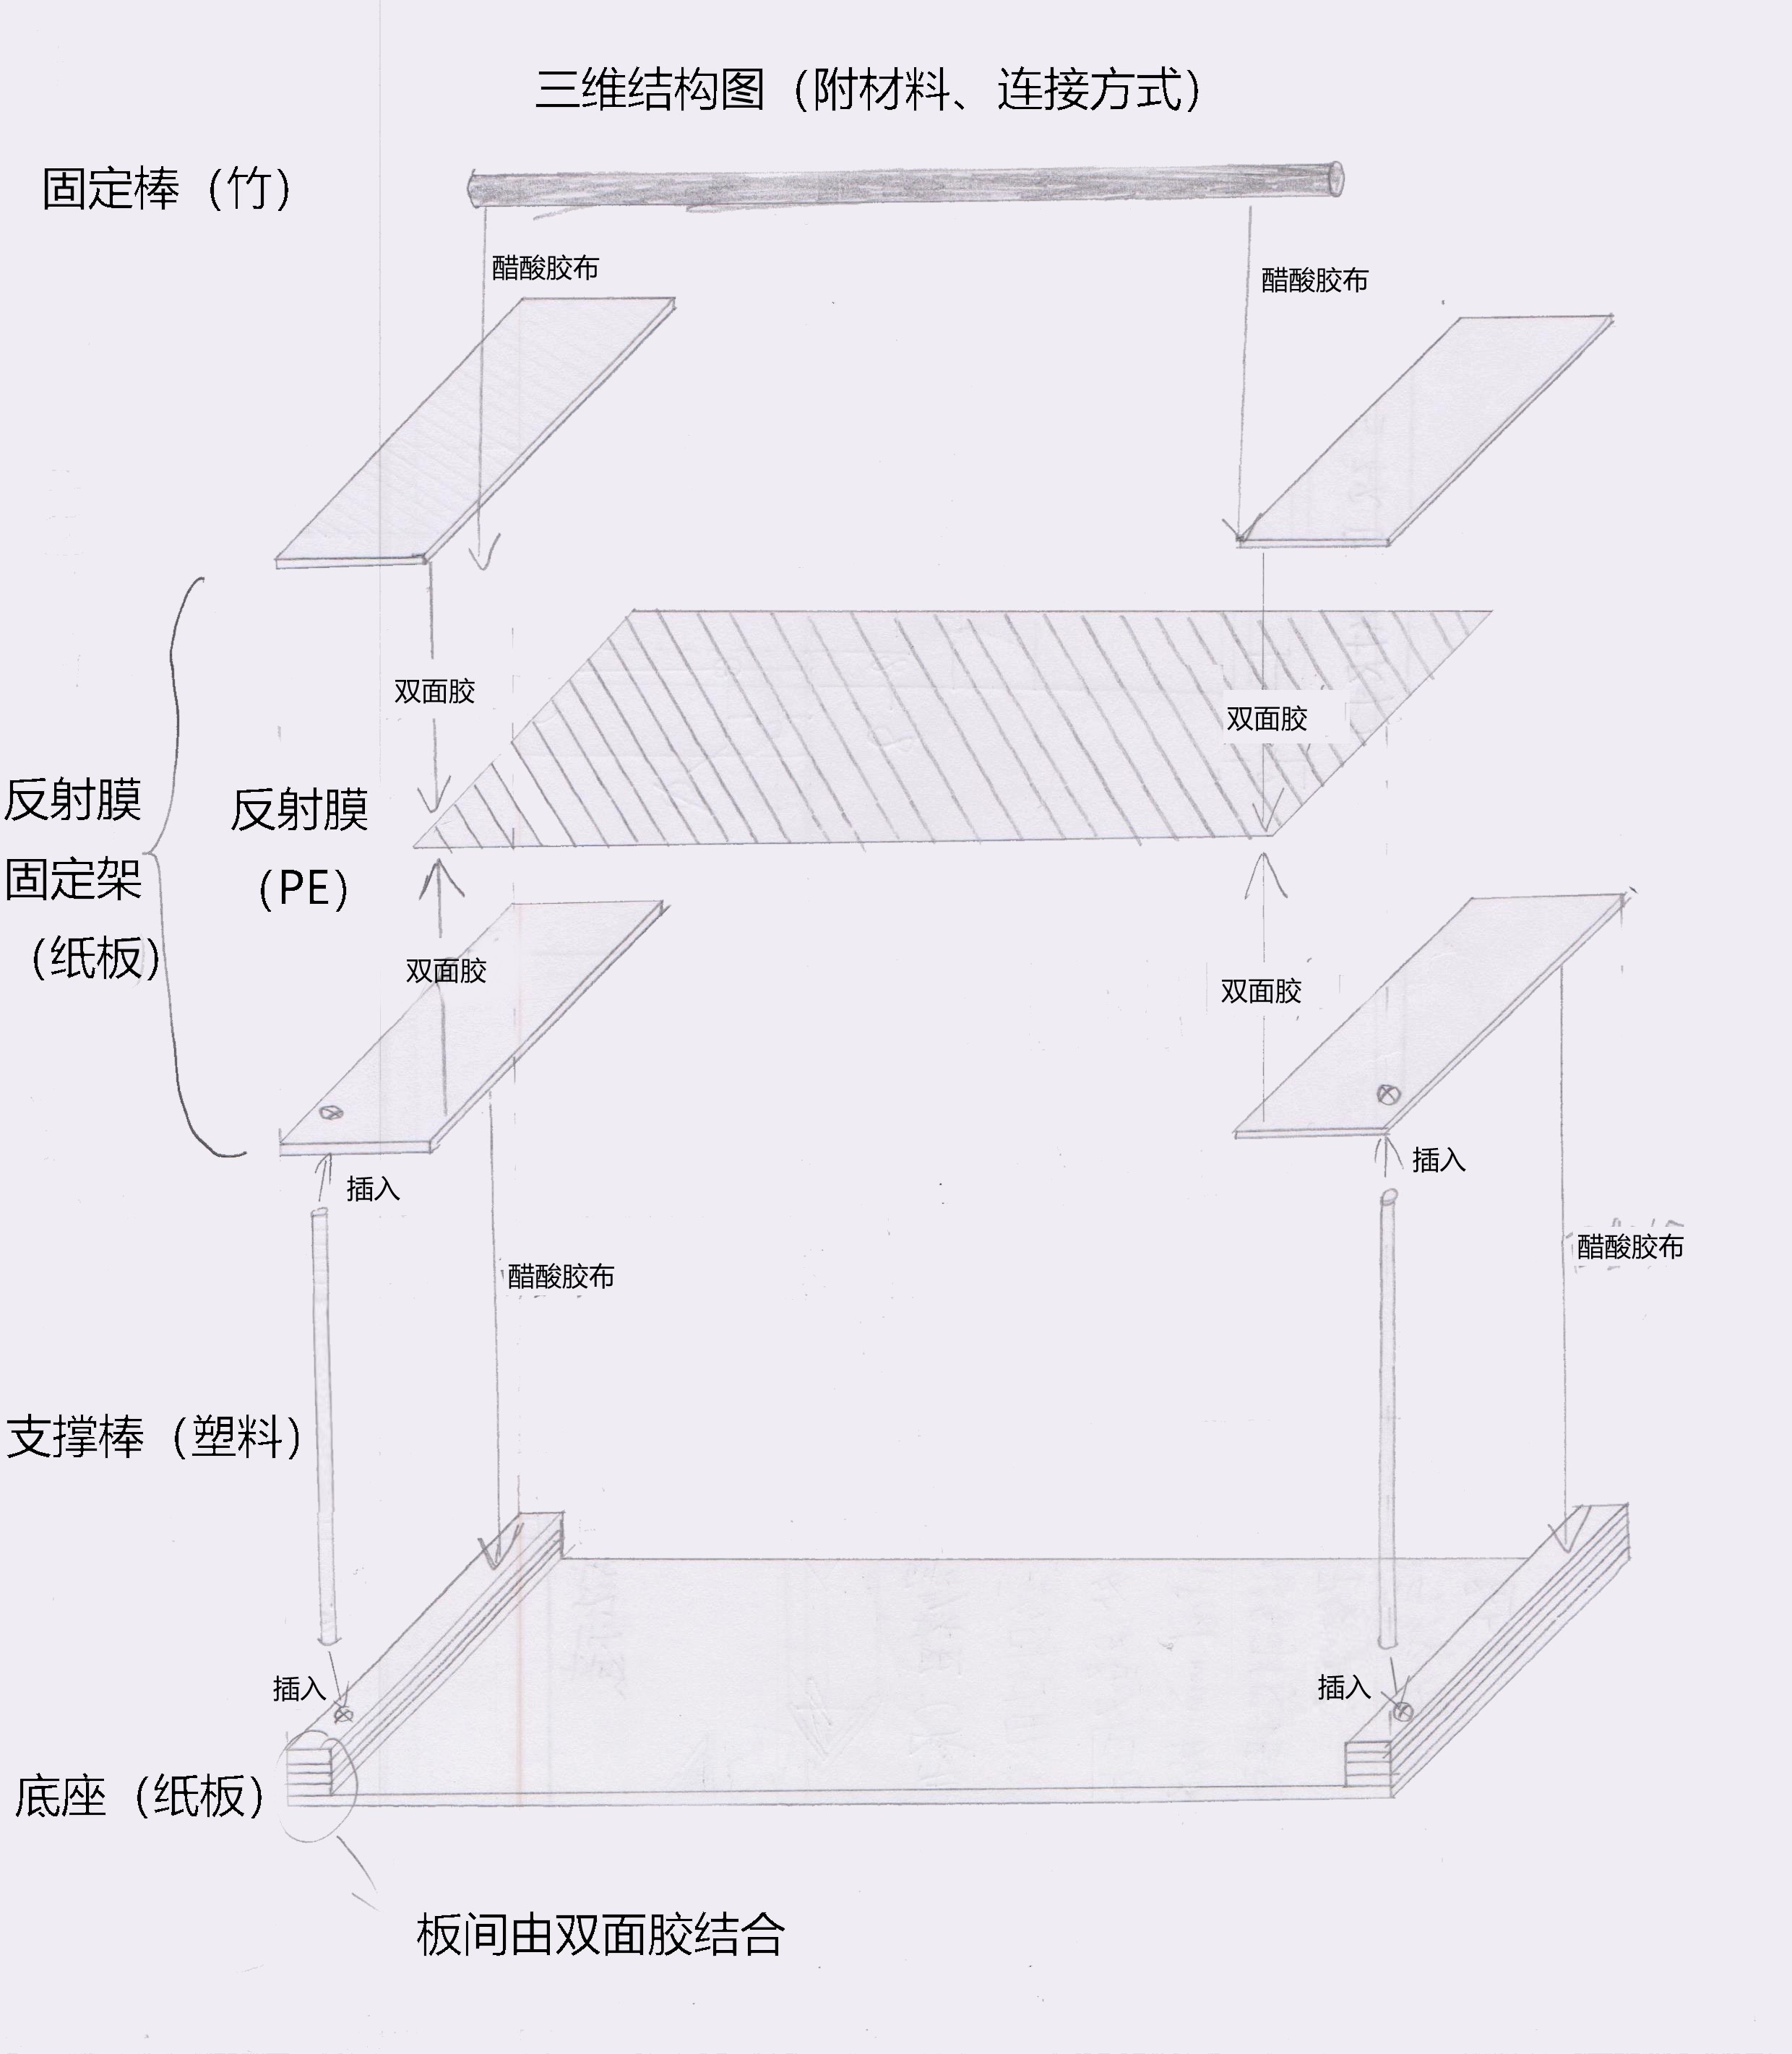 三维结构图（附材料、连接方式）
固定棒（竹）
醋酸胶布
醋酸胶布
双面胶
双面胶
反射膜
固定架
（纸板）
反射膜
（PE）
双面胶
双面胶
插入
插入
醋酸胶布
醋酸胶布
支撑棒（塑料）
插入
插入
底座（纸板）
板间由双面胶结合